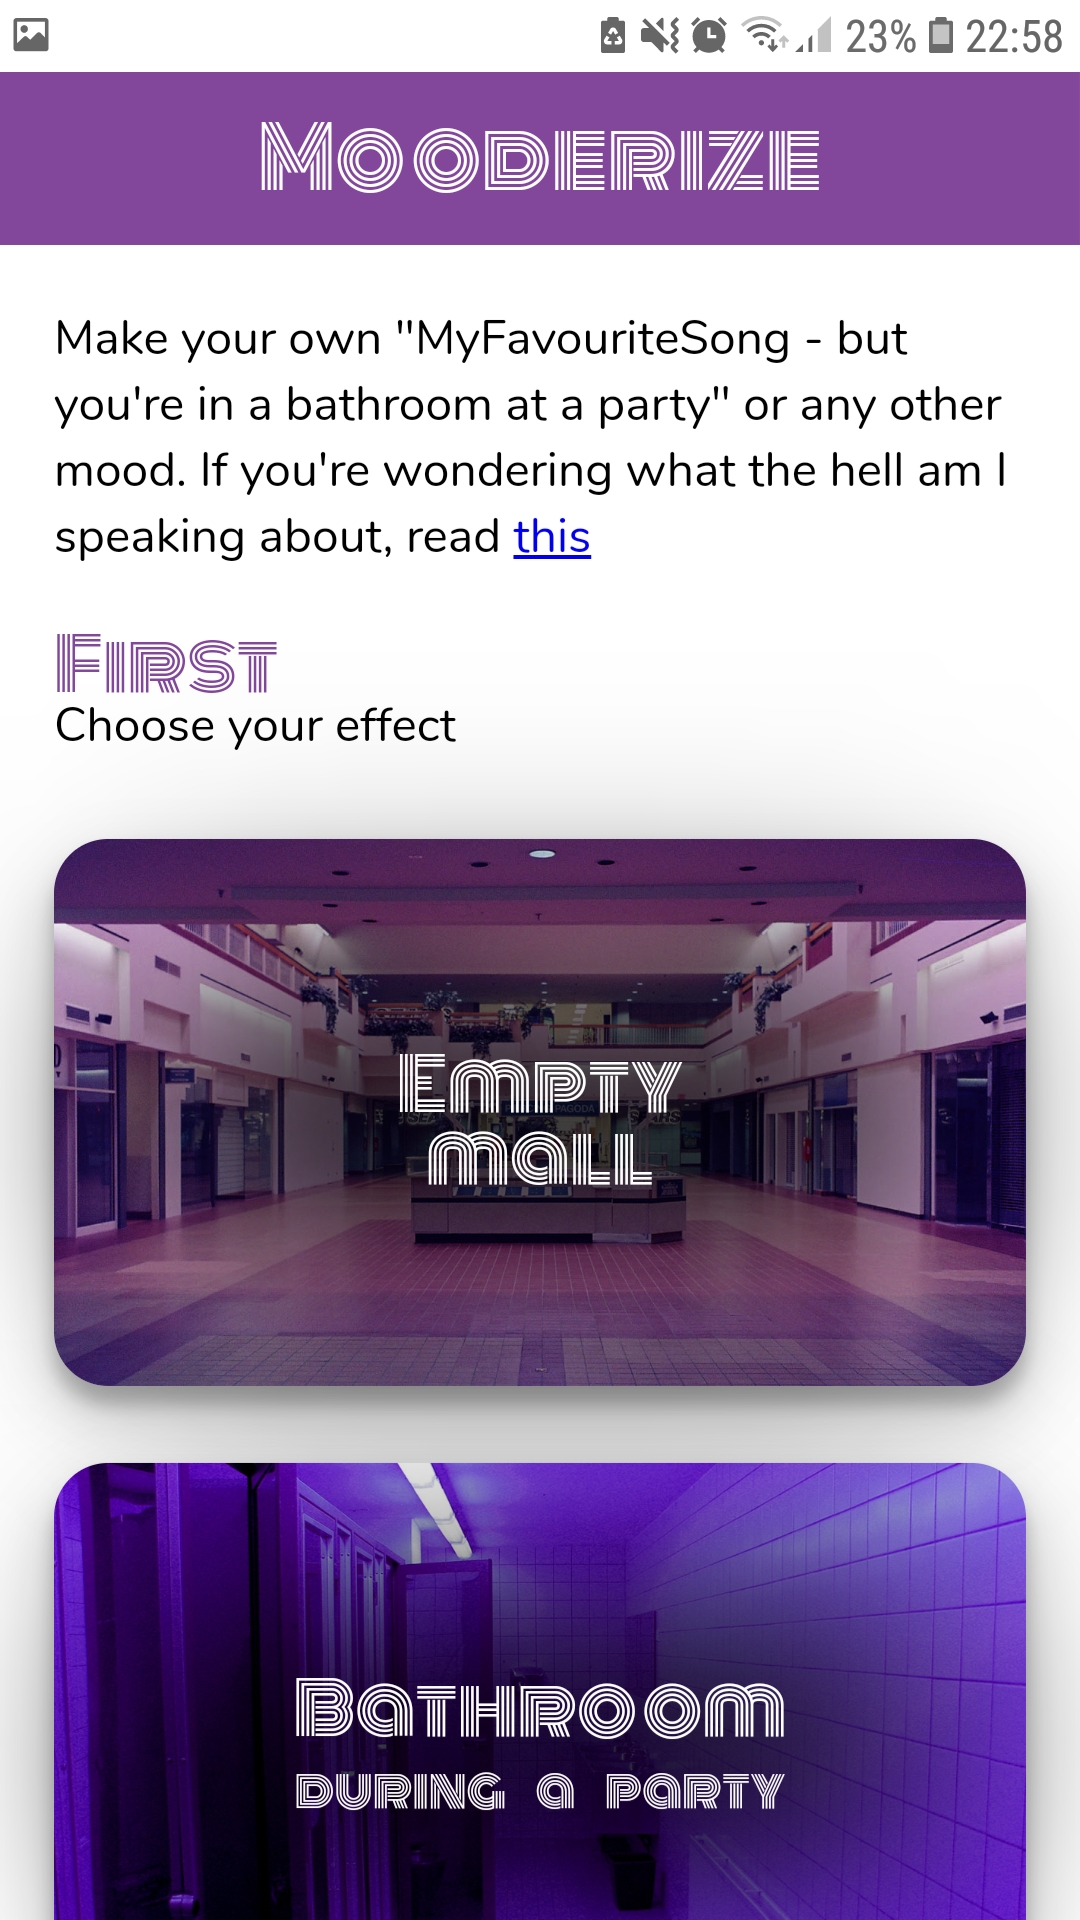 23% 22:58
Mooderize
Make your own "MyFavouriteSong - but
you're in a bathroom at a party" or any other
mood. If you're wondering what the hell am I
speaking about, read this
First
Choose your effect
Empty
mall
Bathroom
during a party